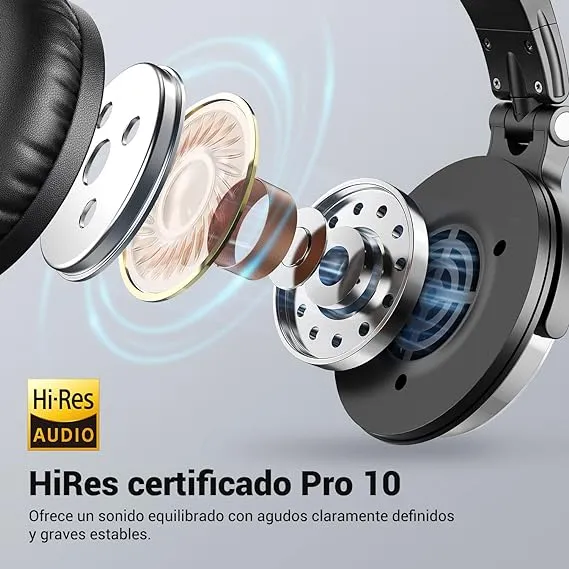 Hi-Res
AUDIO
HiRes certificado Pro 10
Ofrece un sonido equilibrado con agudos claramente definidos
y graves estables.